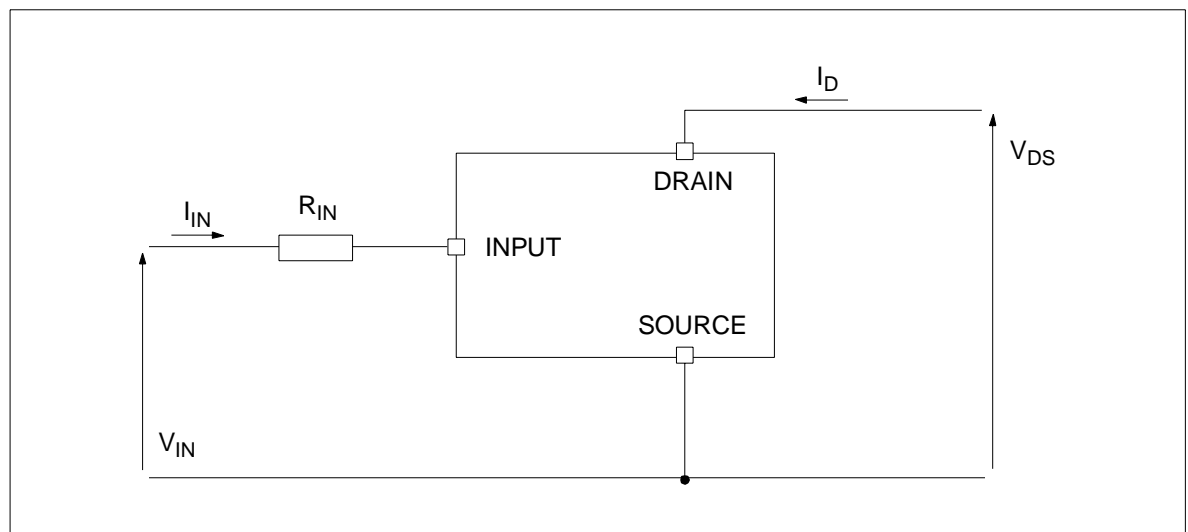 I_D
V_DS
DRAIN
R_IN
I_IN
INPUT
SOURCE
V_IN